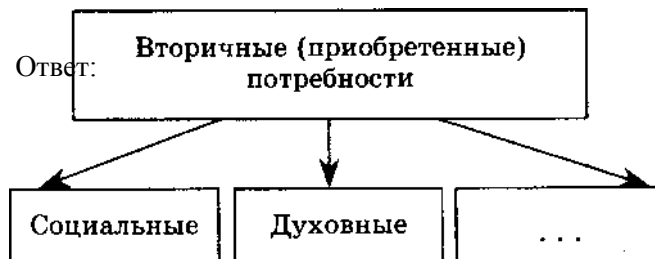 Вторичные (приобретенные)
Ответ:
потребности
Социальные
Духовные
. . .